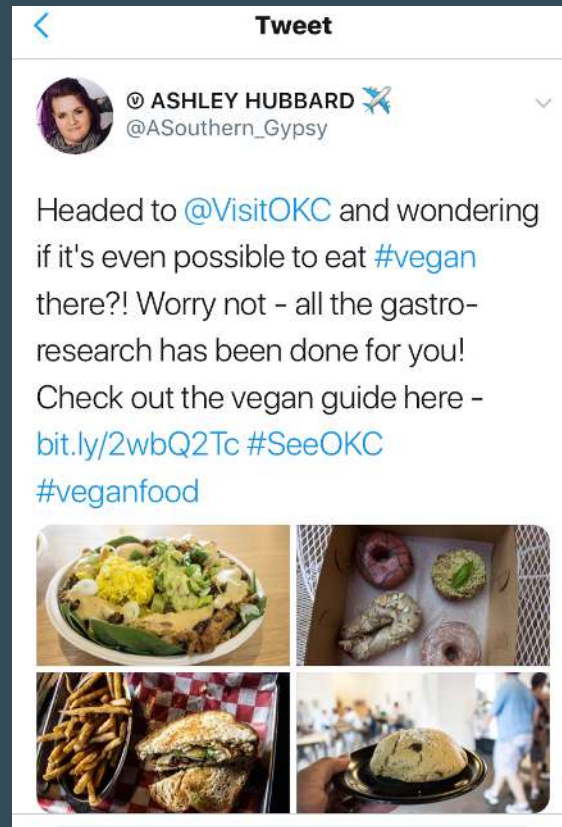 Tweet
Ⓥ ASHLEY HUBBARD ✈️
@ASouthern_Gypsy
Headed to @VisitOKC and wondering
if it's even possible to eat #vegan
there?! Worry not - all the gastro-
research has been done for you!
Check out the vegan guide here -
bit.ly/2wbQ2Tc #SeeOKC
#veganfood